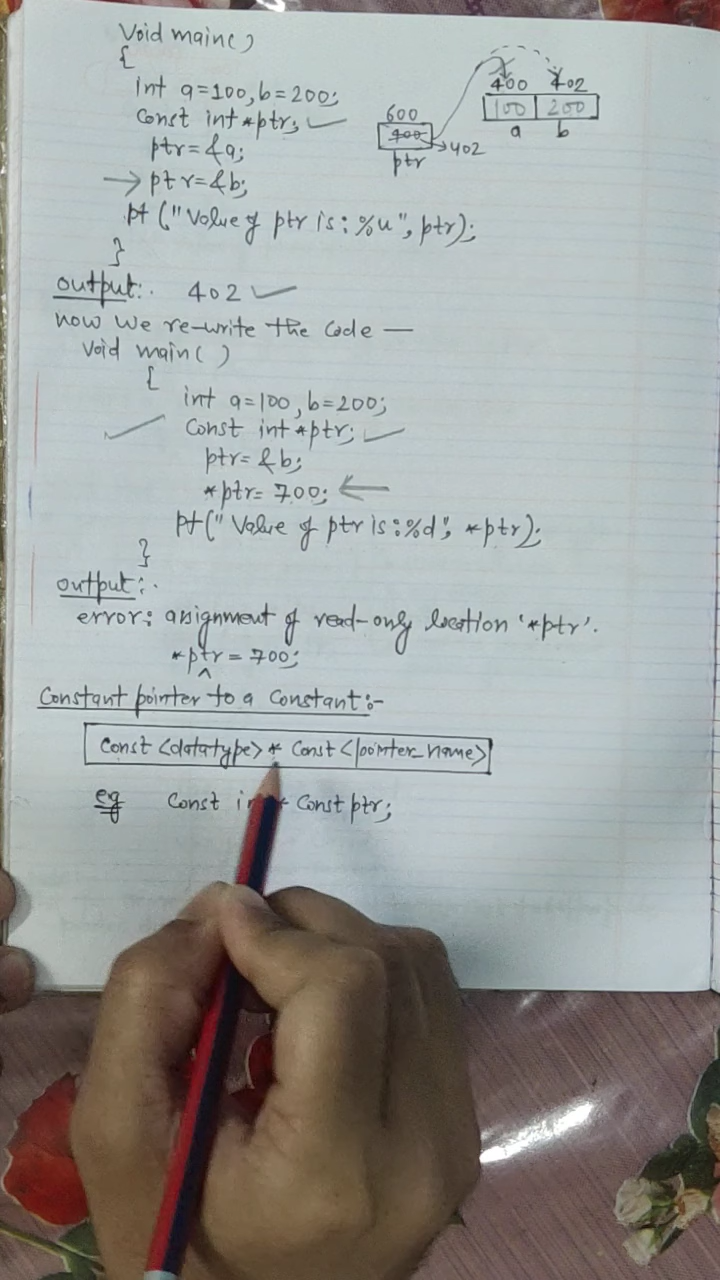 Void main()
{
int a=100, b=200;
Const int *ptr;
ptr=&a;
→ ptr=&b;
pt ("Value of ptr is: %u", ptr);
}
600
400
→402
ptr
400 402
100 200
a b
output:. 402
now we re-write the Code —
Void main( )
{
int a=100, b=200;
Const int *ptr;
ptr= &b;
*ptr= 700; ←
pt(" Value of ptr is:%d", *ptr);
}
output:.
error: assignment of read-only location '*ptr'.
*ptr = 700;
^
Constant pointer to a Constant:-
Const <datatype> * Const <pointer_name>
eg Const Const ptr;